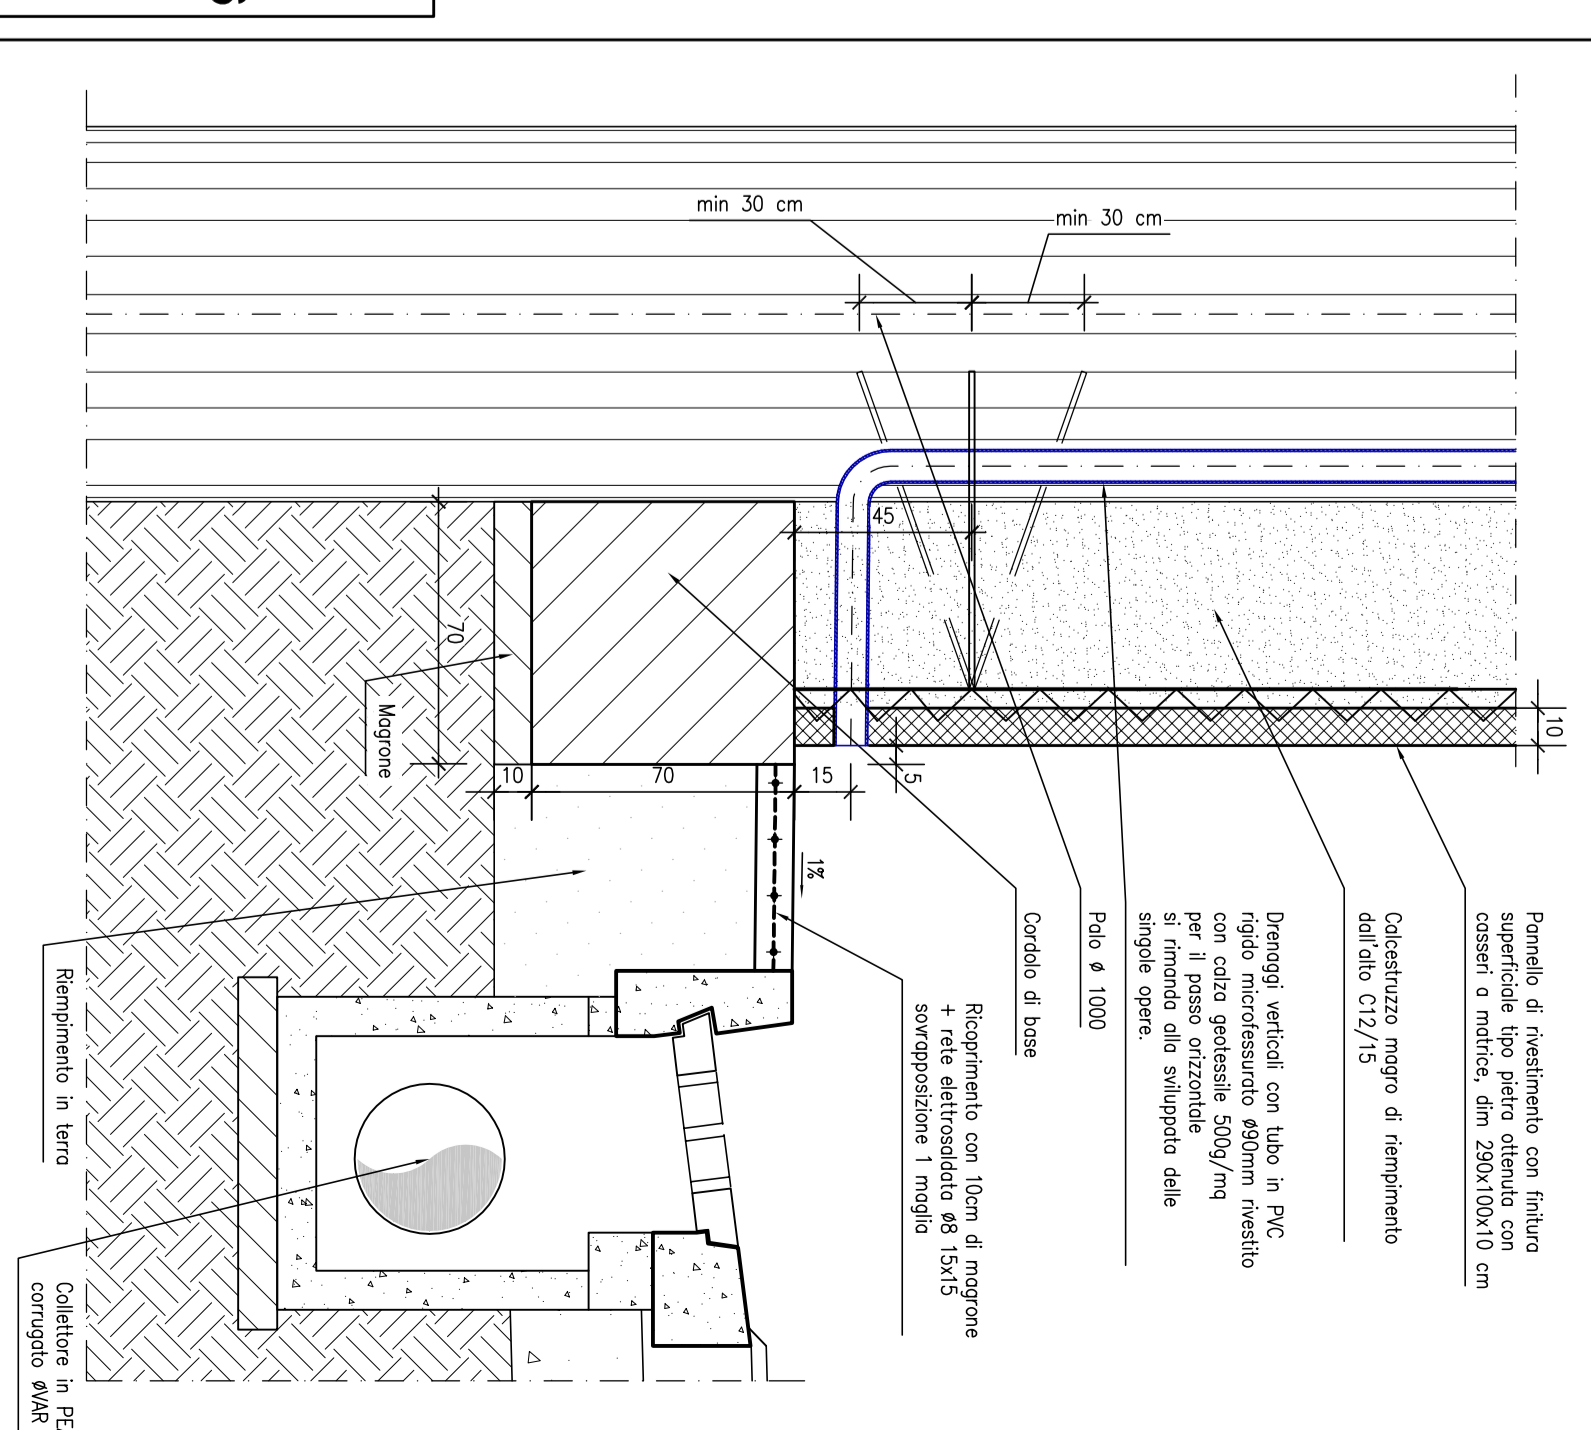 min 30 cm
min 30 cm
45
10
70
10
70
15
5
1%
Magrone
Pannello di rivestimento con finitura
superficiale tipo pietra ottenuta con
casseri a matrice, dim 290x100x10 cm
Calcestruzzo magro di riempimento
dall'alto C12/15
Drenaggi verticali con tubo in PVC
rigido microfessurato ø90mm rivestito
con calza geotessile 500g/mq
per il passo orizzontale
si rimanda alla sviluppata delle
singole opere.
Palo ø 1000
Cordolo di base
Ricoprimento con 10cm di magrone
+ rete elettrosaldata ø8 15x15
sovrapposizione 1 maglia
Riempimento in terra
Collettore in
corrugato øVAR